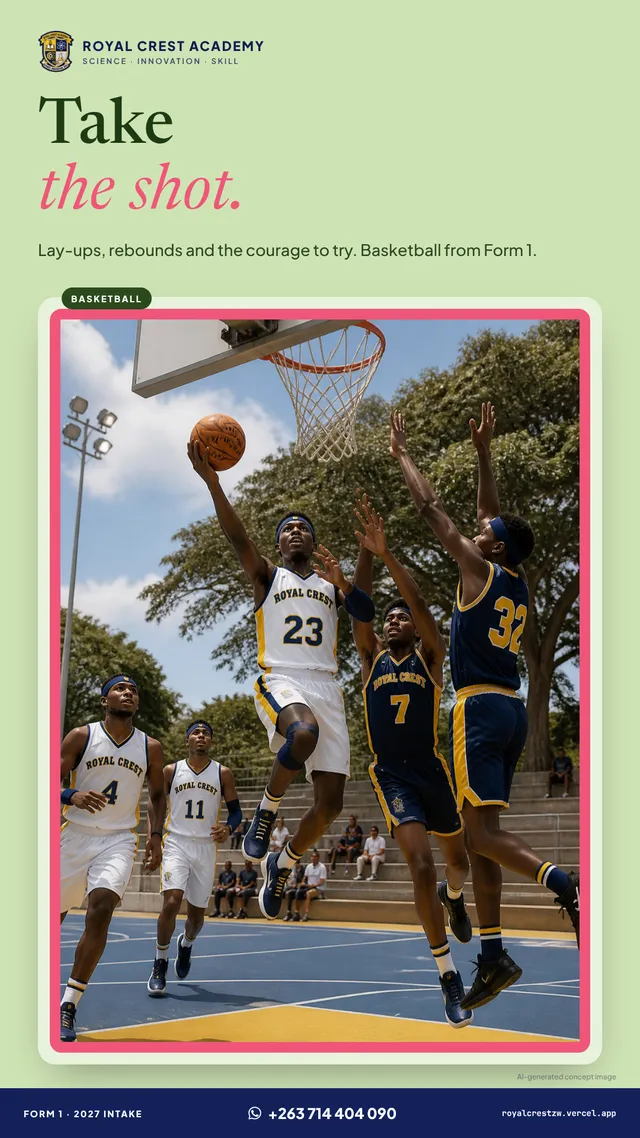 ROYAL CREST ACADEMY
SCIENCE · INNOVATION · SKILL
Take
the shot.
Lay-ups, rebounds and the courage to try. Basketball from Form 1.
BASKETBALL
ROYAL CREST
23
32
ROYAL CREST
7
ROYAL CREST
4
ROYAL CREST
11
AI-generated concept image
FORM 1 · 2027 INTAKE
+263 714 404 090
royalcrestzw.vercel.app